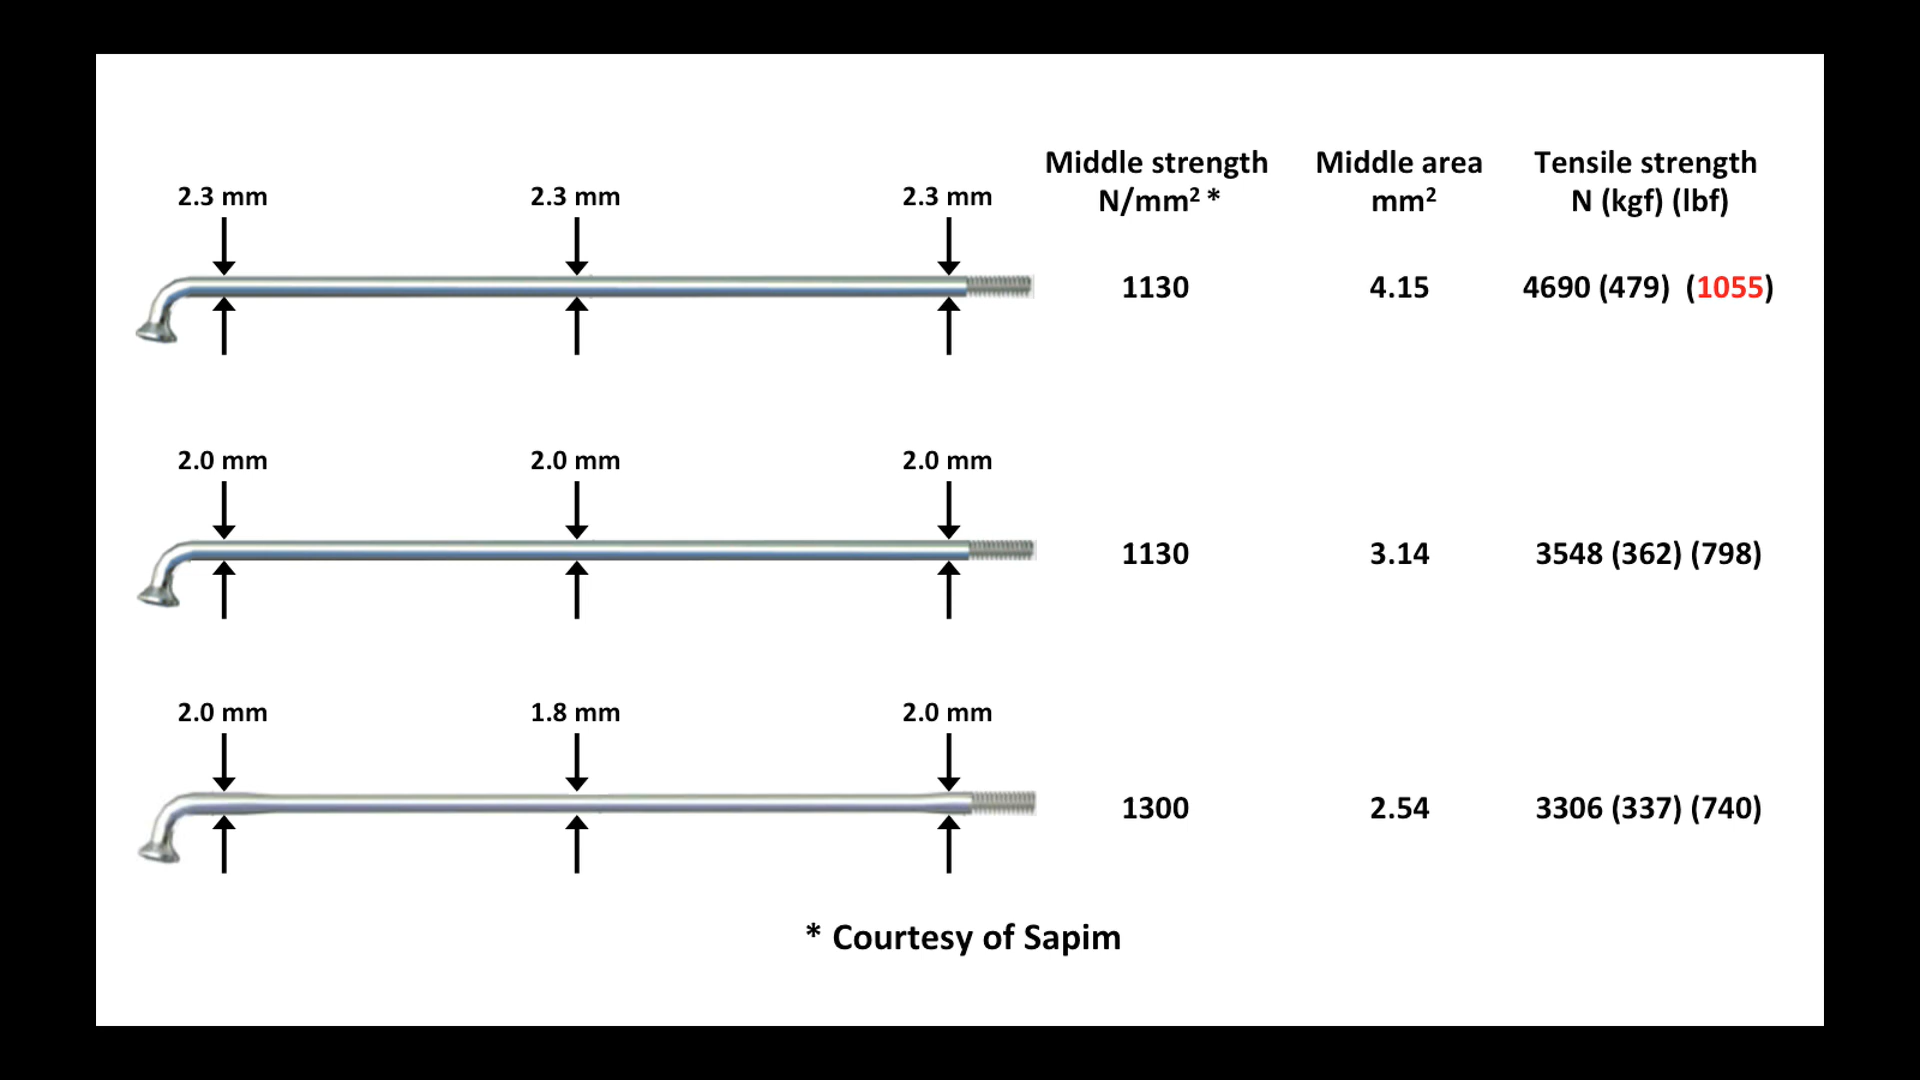 Middle strength Middle area Tensile strength
N/mm² * mm² N (kgf) (lbf)
2.3 mm 2.3 mm 2.3 mm
1130 4.15 4690 (479) (1055)
2.0 mm 2.0 mm 2.0 mm
1130 3.14 3548 (362) (798)
2.0 mm 1.8 mm 2.0 mm
1300 2.54 3306 (337) (740)
* Courtesy of Sapim